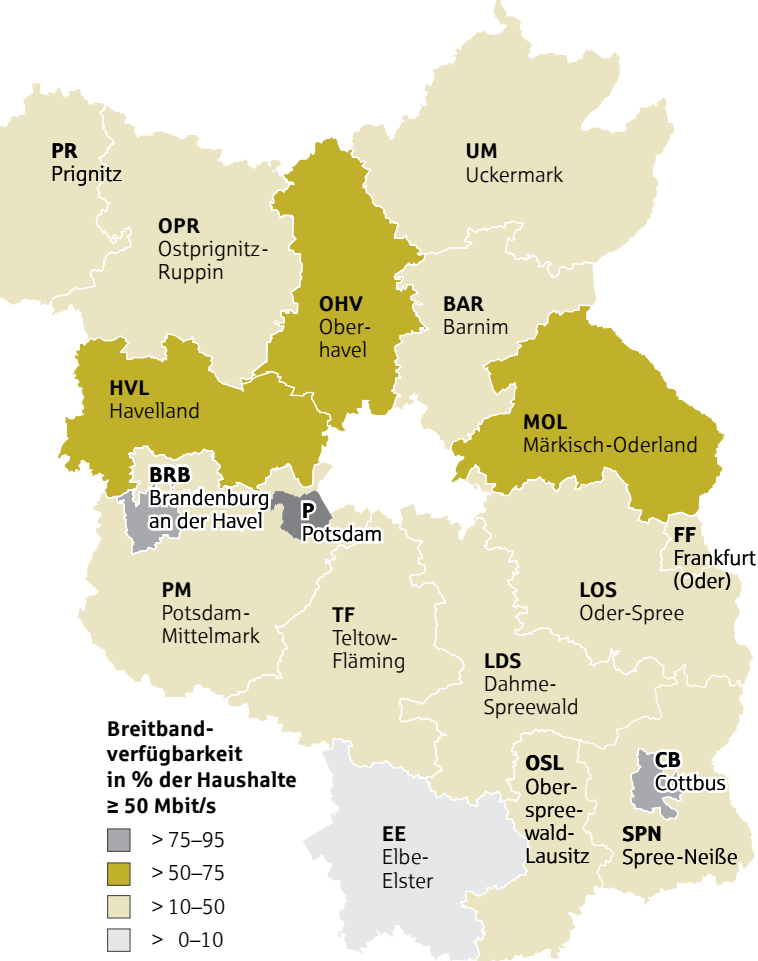 PR
Prignitz
UM
Uckermark
OPR
Ostprignitz-
Ruppin
OHV
Ober-
havel
BAR
Barnim
HVL
Havelland
MOL
Märkisch-Oderland
BRB
Brandenburg
an der Havel
P
Potsdam
FF
Frankfurt
(Oder)
PM
Potsdam-
Mittelmark
TF
Teltow-
Fläming
LOS
Oder-Spree
LDS
Dahme-
Spreewald
OSL
Ober-
spree-
wald-
Lausitz
CB
Cottbus
SPN
Spree-Neiße
EE
Elbe-
Elster
Breitband-
verfügbarkeit
in % der Haushalte
≥ 50 Mbit/s
> 75–95
> 50–75
> 10–50
> 0–10